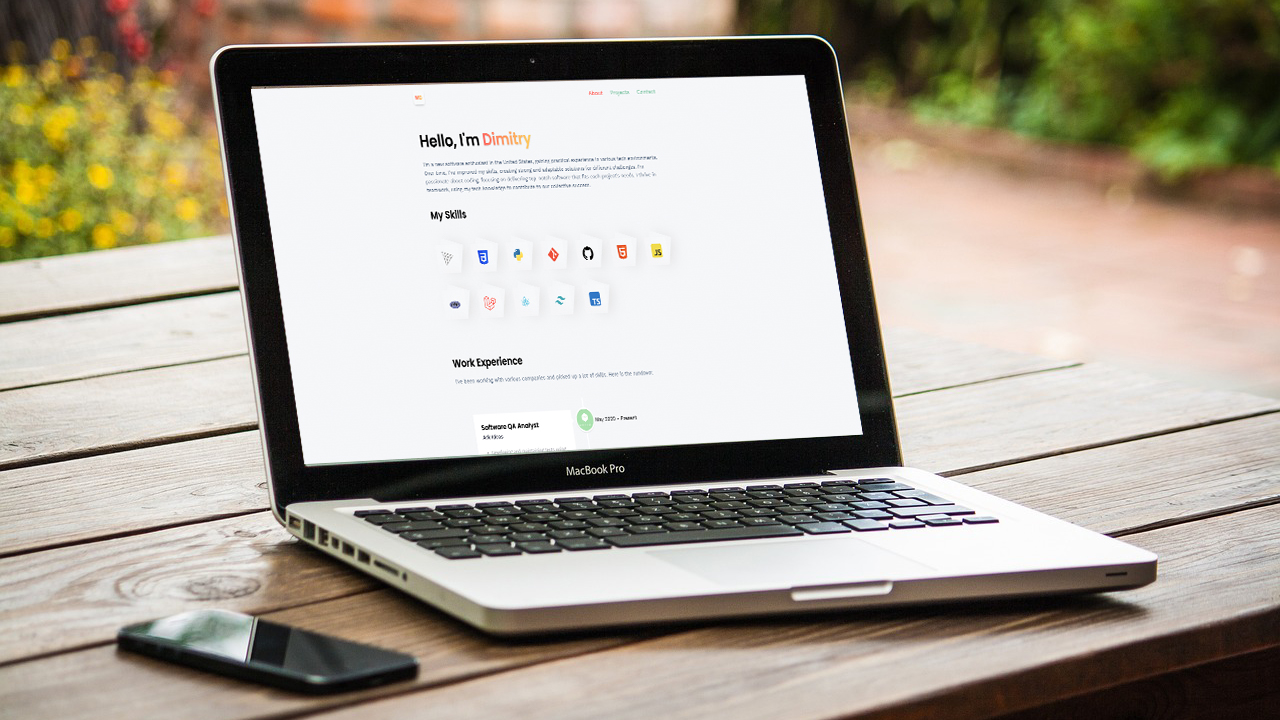 About Projects Contact
Hello, I'm Dimitry
I'm a new software enthusiast in the United States, gaining practical experience in various tech environments.
Over time, I've improved my skills, creating strong and adaptable solutions for different challenges. I'm
passionate about coding, focusing on delivering top-notch software that fits each project's needs. I thrive in
teamwork, using my tech knowledge to contribute to our collective success.
My Skills
JS
TS
Work Experience
I've been working with various companies and picked up a lot of skills. Here is the rundown:
Software QA Analyst
May 2020 - Present
MacBook Pro